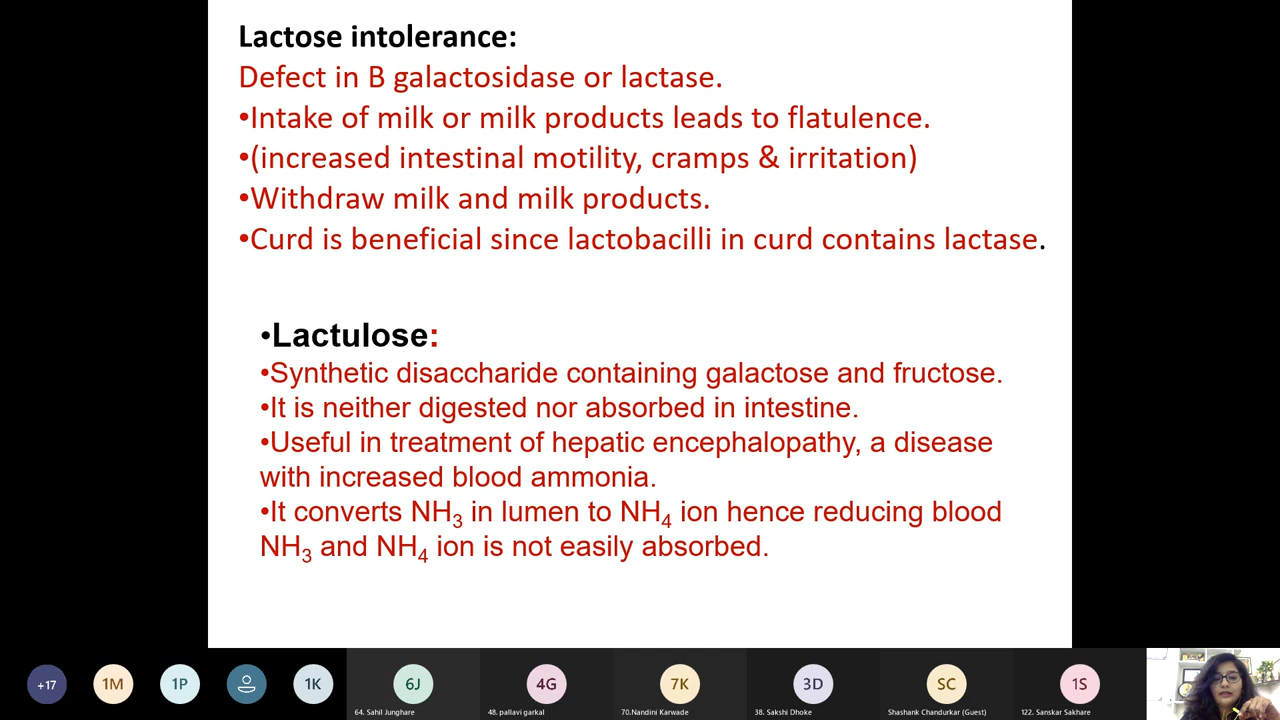 Lactose intolerance:
Defect in B galactosidase or lactase.
•Intake of milk or milk products leads to flatulence.
•(increased intestinal motility, cramps & irritation)
•Withdraw milk and milk products.
•Curd is beneficial since lactobacilli in curd contains lactase.
•Lactulose:
•Synthetic disaccharide containing galactose and fructose.
•It is neither digested nor absorbed in intestine.
•Useful in treatment of hepatic encephalopathy, a disease
with increased blood ammonia.
•It converts NH₃ in lumen to NH₄ ion hence reducing blood
NH₃ and NH₄ ion is not easily absorbed.
+17 1M 1P 1K 6J 4G 7K 3D SC 1S
64. Sahil Junghare 48. pallavi garkal 70.Nandini Karwade 38. Sakshi Dhoke Shashank Chandurkar (Guest) 122. Sanskar Sakhare